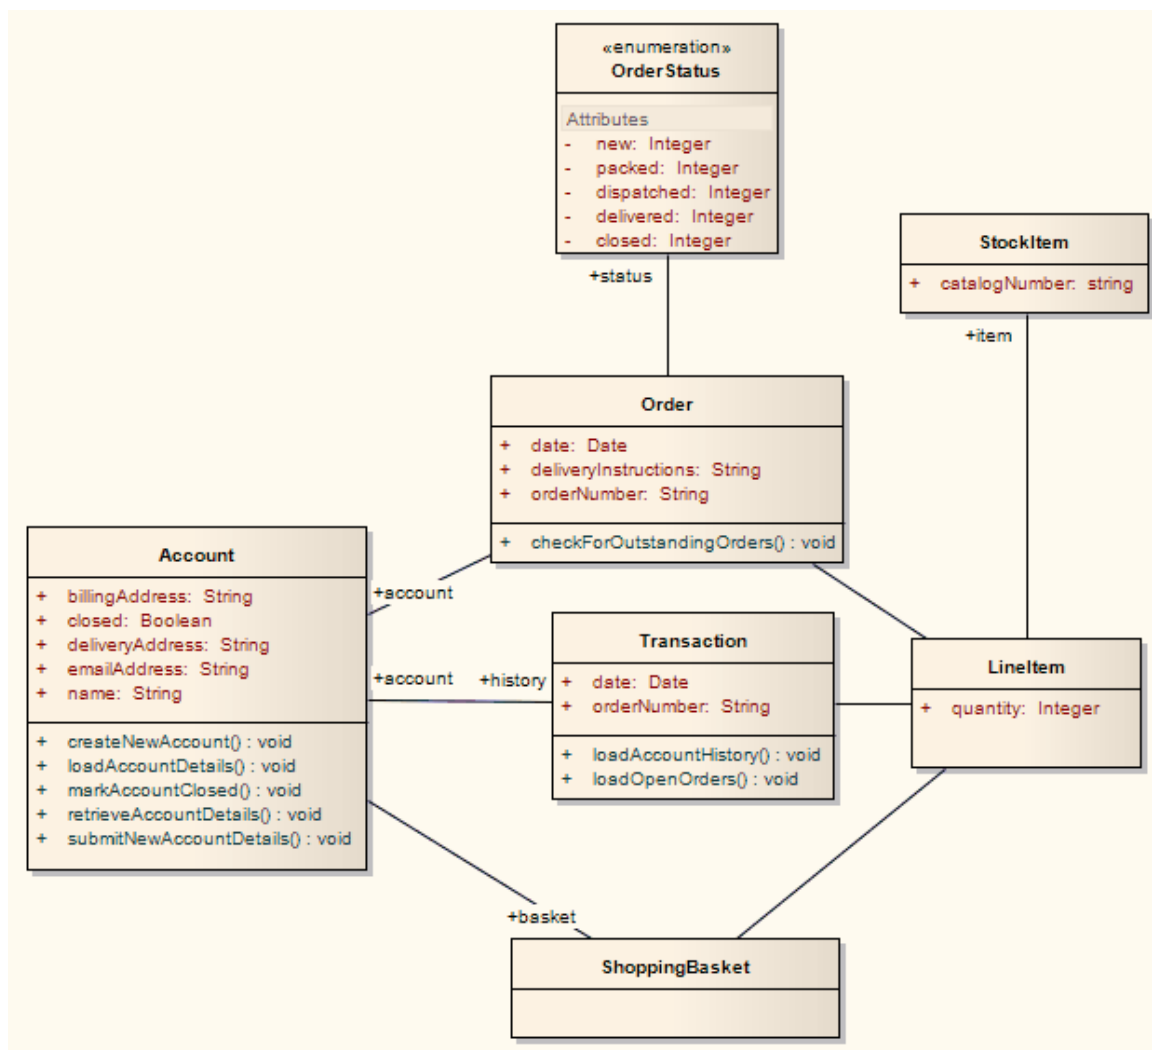 «enumeration»
OrderStatus
Attributes
- new: Integer
- packed: Integer
- dispatched: Integer
- delivered: Integer
- closed: Integer
+status
StockItem
+ catalogNumber: string
+item
Order
+ date: Date
+ deliveryInstructions: String
+ orderNumber: String
+ checkForOutstandingOrders() : void
Account
+ billingAddress: String
+ closed: Boolean
+ deliveryAddress: String
+ emailAddress: String
+ name: String
+ createNewAccount() : void
+ loadAccountDetails() : void
+ markAccountClosed() : void
+ retrieveAccountDetails() : void
+ submitNewAccountDetails() : void
+account
+account
+history
Transaction
+ date: Date
+ orderNumber: String
+ loadAccountHistory() : void
+ loadOpenOrders() : void
LineItem
+ quantity: Integer
+basket
ShoppingBasket